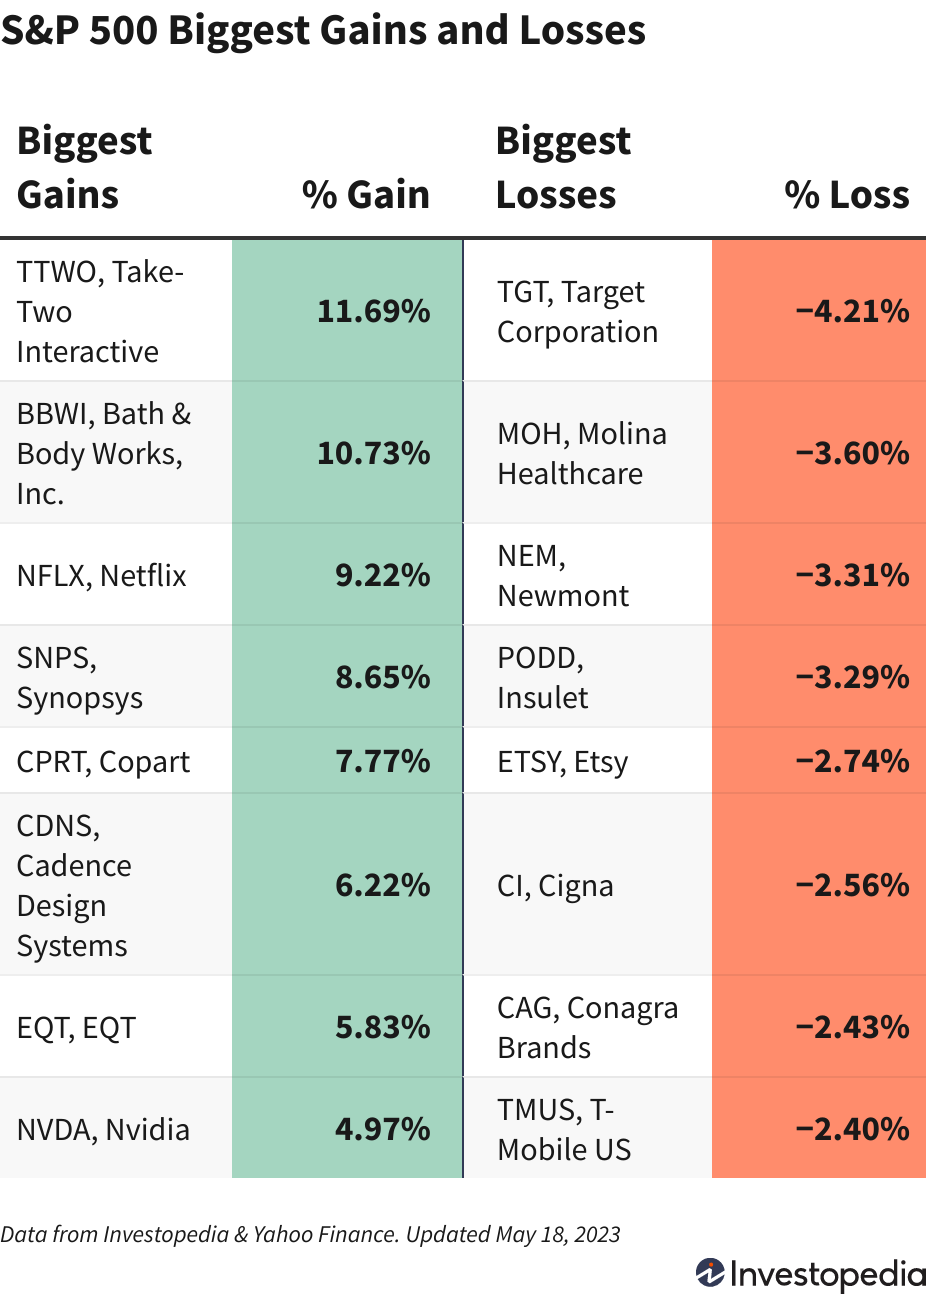 S&P 500 Biggest Gains and Losses
Biggest
Gains
% Gain
Biggest
Losses
% Loss
TTWO, Take-
Two
Interactive
11.69%
TGT, Target
Corporation
−4.21%
BBWI, Bath &
Body Works,
Inc.
10.73%
MOH, Molina
Healthcare
−3.60%
NFLX, Netflix
9.22%
NEM,
Newmont
−3.31%
SNPS,
Synopsys
8.65%
PODD,
Insulet
−3.29%
CPRT, Copart
7.77%
ETSY, Etsy
−2.74%
CDNS,
Cadence
Design
Systems
6.22%
CI, Cigna
−2.56%
EQT, EQT
5.83%
CAG, Conagra
Brands
−2.43%
NVDA, Nvidia
4.97%
TMUS, T-
Mobile US
−2.40%
Data from Investopedia & Yahoo Finance. Updated May 18, 2023
Investopedia